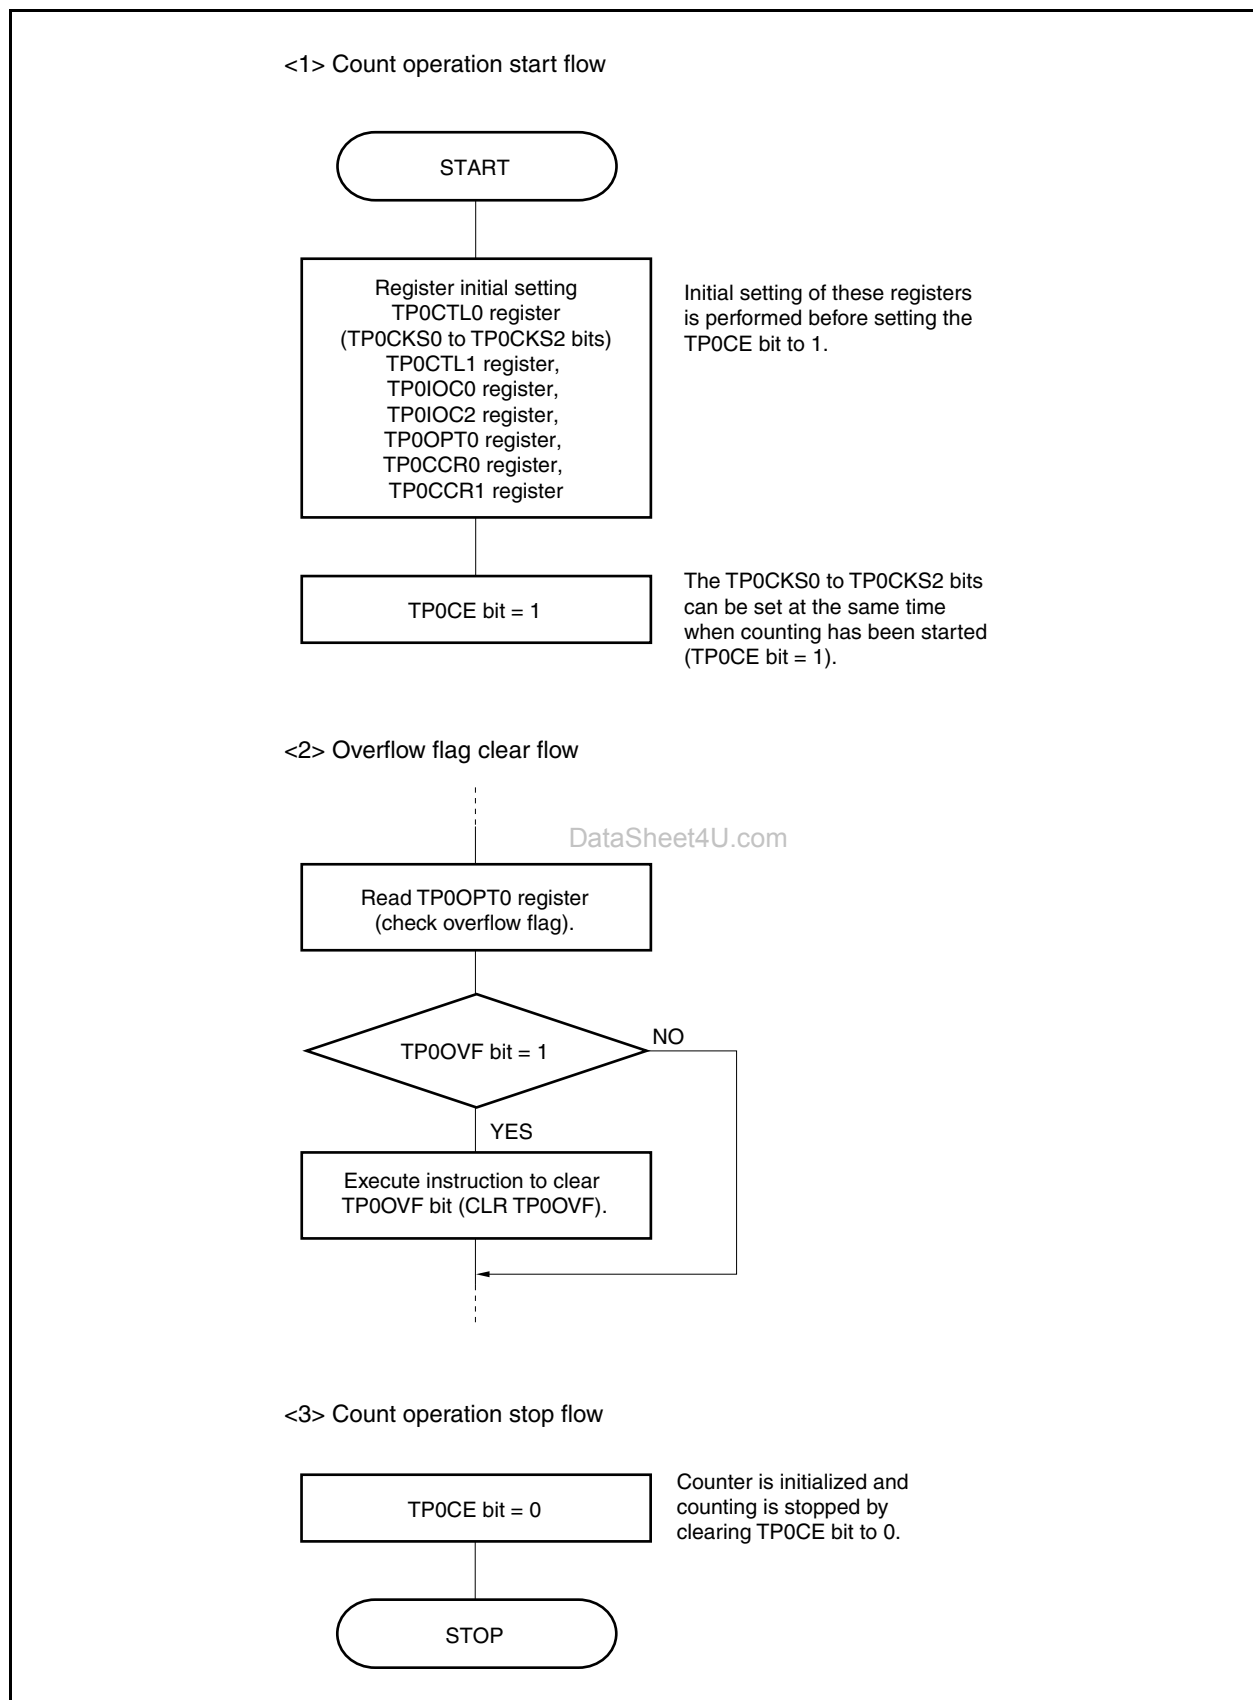 <1> Count operation start flow
START
Register initial setting
TP0CTL0 register
(TP0CKS0 to TP0CKS2 bits)
TP0CTL1 register,
TP0IOC0 register,
TP0IOC2 register,
TP0OPT0 register,
TP0CCR0 register,
TP0CCR1 register
Initial setting of these registers
is performed before setting the
TP0CE bit to 1.
TP0CE bit = 1
The TP0CKS0 to TP0CKS2 bits
can be set at the same time
when counting has been started
(TP0CE bit = 1).
<2> Overflow flag clear flow
DataSheet4U.com
Read TP0OPT0 register
(check overflow flag).
TP0OVF bit = 1
NO
YES
Execute instruction to clear
TP0OVF bit (CLR TP0OVF).
<3> Count operation stop flow
TP0CE bit = 0
Counter is initialized and
counting is stopped by
clearing TP0CE bit to 0.
STOP